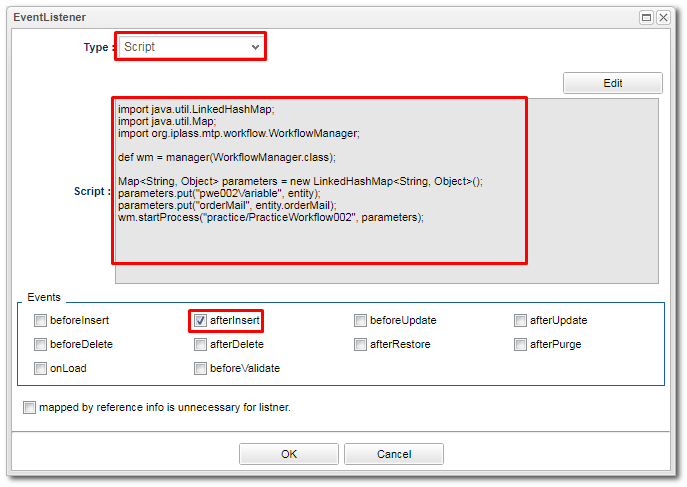 EventListener
Type :
Script
Edit
Script :
import java.util.LinkedHashMap;
import java.util.Map;
import org.iplass.mtp.workflow.WorkflowManager;
def wm = manager(WorkflowManager.class);
Map<String, Object> parameters = new LinkedHashMap<String, Object>();
parameters.put("pwe002Variable", entity);
parameters.put("orderMail", entity.orderMail);
wm.startProcess("practice/PracticeWorkflow002", parameters);
Events
beforeInsert afterInsert beforeUpdate afterUpdate
beforeDelete afterDelete afterRestore afterPurge
onLoad beforeValidate
mapped by reference info is unnecessary for listner.
OK Cancel